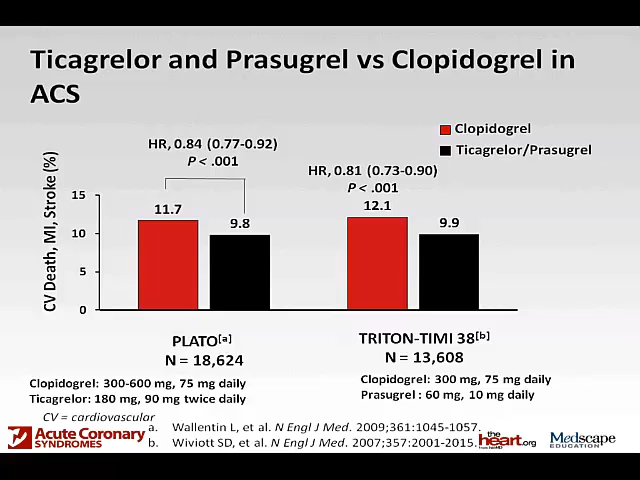 Ticagrelor and Prasugrel vs Clopidogrel in
ACS
Clopidogrel
Ticagrelor/Prasugrel
HR, 0.84 (0.77-0.92)
P < .001
HR, 0.81 (0.73-0.90)
P < .001
CV Death, MI, Stroke (%)
15
10
5
0
11.7
9.8
12.1
9.9
PLATO[a]
N = 18,624
TRITON-TIMI 38[b]
N = 13,608
Clopidogrel: 300-600 mg, 75 mg daily
Ticagrelor: 180 mg, 90 mg twice daily
Clopidogrel: 300 mg, 75 mg daily
Prasugrel : 60 mg, 10 mg daily
CV = cardiovascular
a. Wallentin L, et al. N Engl J Med. 2009;361:1045-1057.
b. Wiviott SD, et al. N Engl J Med. 2007;357:2001-2015.
Acute Coronary
SYNDROMES
theheart.org
Medscape
EDUCATION